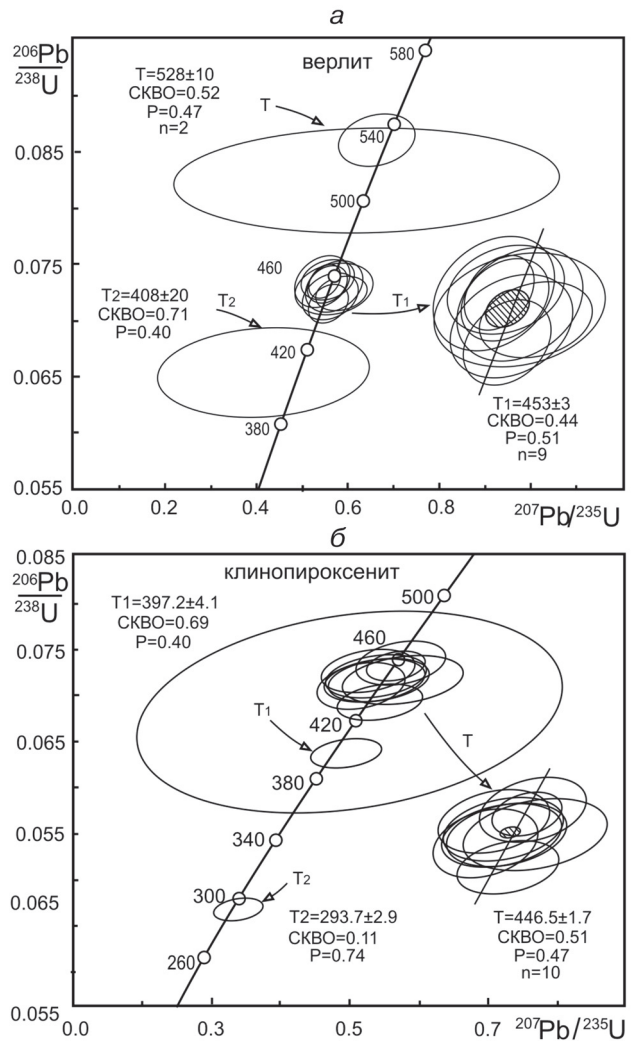 а
206Pb
238U
верлит
T=528±10
СКВО=0.52
P=0.47
n=2
T
580
540
500
460
420
380
T1
T2
T2=408±20
СКВО=0.71
P=0.40
T1=453±3
СКВО=0.44
P=0.51
n=9
0.085
0.075
0.065
0.055
0.0 0.2 0.4 0.6 0.8 207Pb/235U
б
0.085
206Pb
238U
клинопироксенит
T1=397.2±4.1
СКВО=0.69
P=0.40
500
460
420
380
340
300
260
T1
T
T2
T2=293.7±2.9
СКВО=0.11
P=0.74
T=446.5±1.7
СКВО=0.51
P=0.47
n=10
0.075
0.065
0.055
0.065
0.055
0.0 0.3 0.5 0.7 207Pb/235U